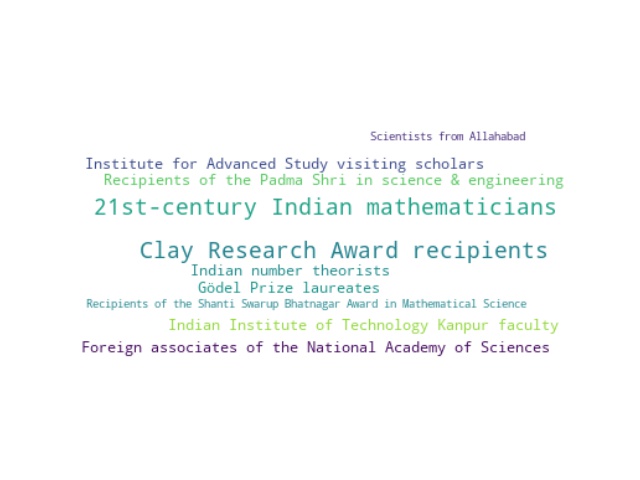 Scientists from Allahabad
Institute for Advanced Study visiting scholars
Recipients of the Padma Shri in science & engineering
21st-century Indian mathematicians
Clay Research Award recipients
Indian number theorists
Gödel Prize laureates
Recipients of the Shanti Swarup Bhatnagar Award in Mathematical Science
Indian Institute of Technology Kanpur faculty
Foreign associates of the National Academy of Sciences